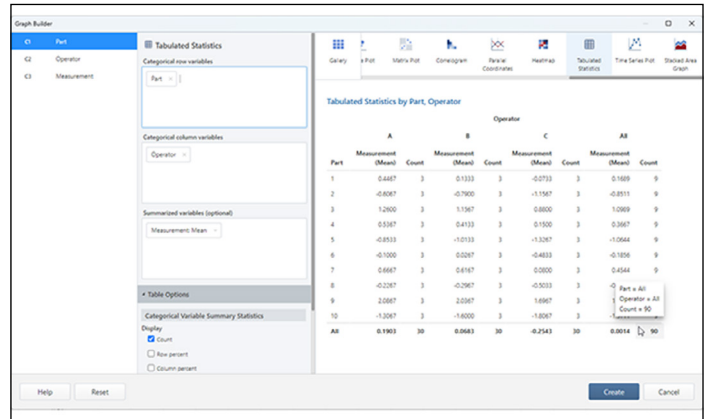 Graph Builder
C1 Part
C2 Operator
C3 Measurement
Tabulated Statistics
Categorical row variables
Part ×
Categorical column variables
Operator ×
Summarized variables (optional)
Measurement: Mean
Table Options
Categorical Variable Summary Statistics
Display
Count
Row percent
Column percent
Gallery
Plot Matrix Plot Correlogram Parallel Coordinates Heatmap Tabulated Statistics Time Series Plot Stacked Area Graph
Tabulated Statistics by Part, Operator
Operator
A B C All
Part Measurement (Mean) Count Measurement (Mean) Count Measurement (Mean) Count Measurement (Mean) Count
1 0.4467 3 0.1333 3 -0.0733 3 0.1689 9
2 -0.6067 3 -0.7900 3 -1.1567 3 -0.8511 9
3 1.2600 3 1.1567 3 0.8800 3 1.0989 9
4 0.5367 3 0.4133 3 0.1500 3 0.3667 9
5 -0.8533 3 -1.0133 3 -1.3267 3 -1.0644 9
6 -0.1000 3 0.0267 3 -0.4833 3 -0.1856 9
7 0.6667 3 0.6167 3 0.0800 3 0.4544 9
8 -0.2267 3 -0.2967 3 -0.5033 3
9 2.0867 3 2.0367 3 1.6967 3
10 -1.3067 3 -1.6000 3 -1.8067 3
All 0.1903 30 0.0683 30 -0.2543 30 0.0014 90
Part = All
Operator = All
Count = 90
Help Reset Create Cancel